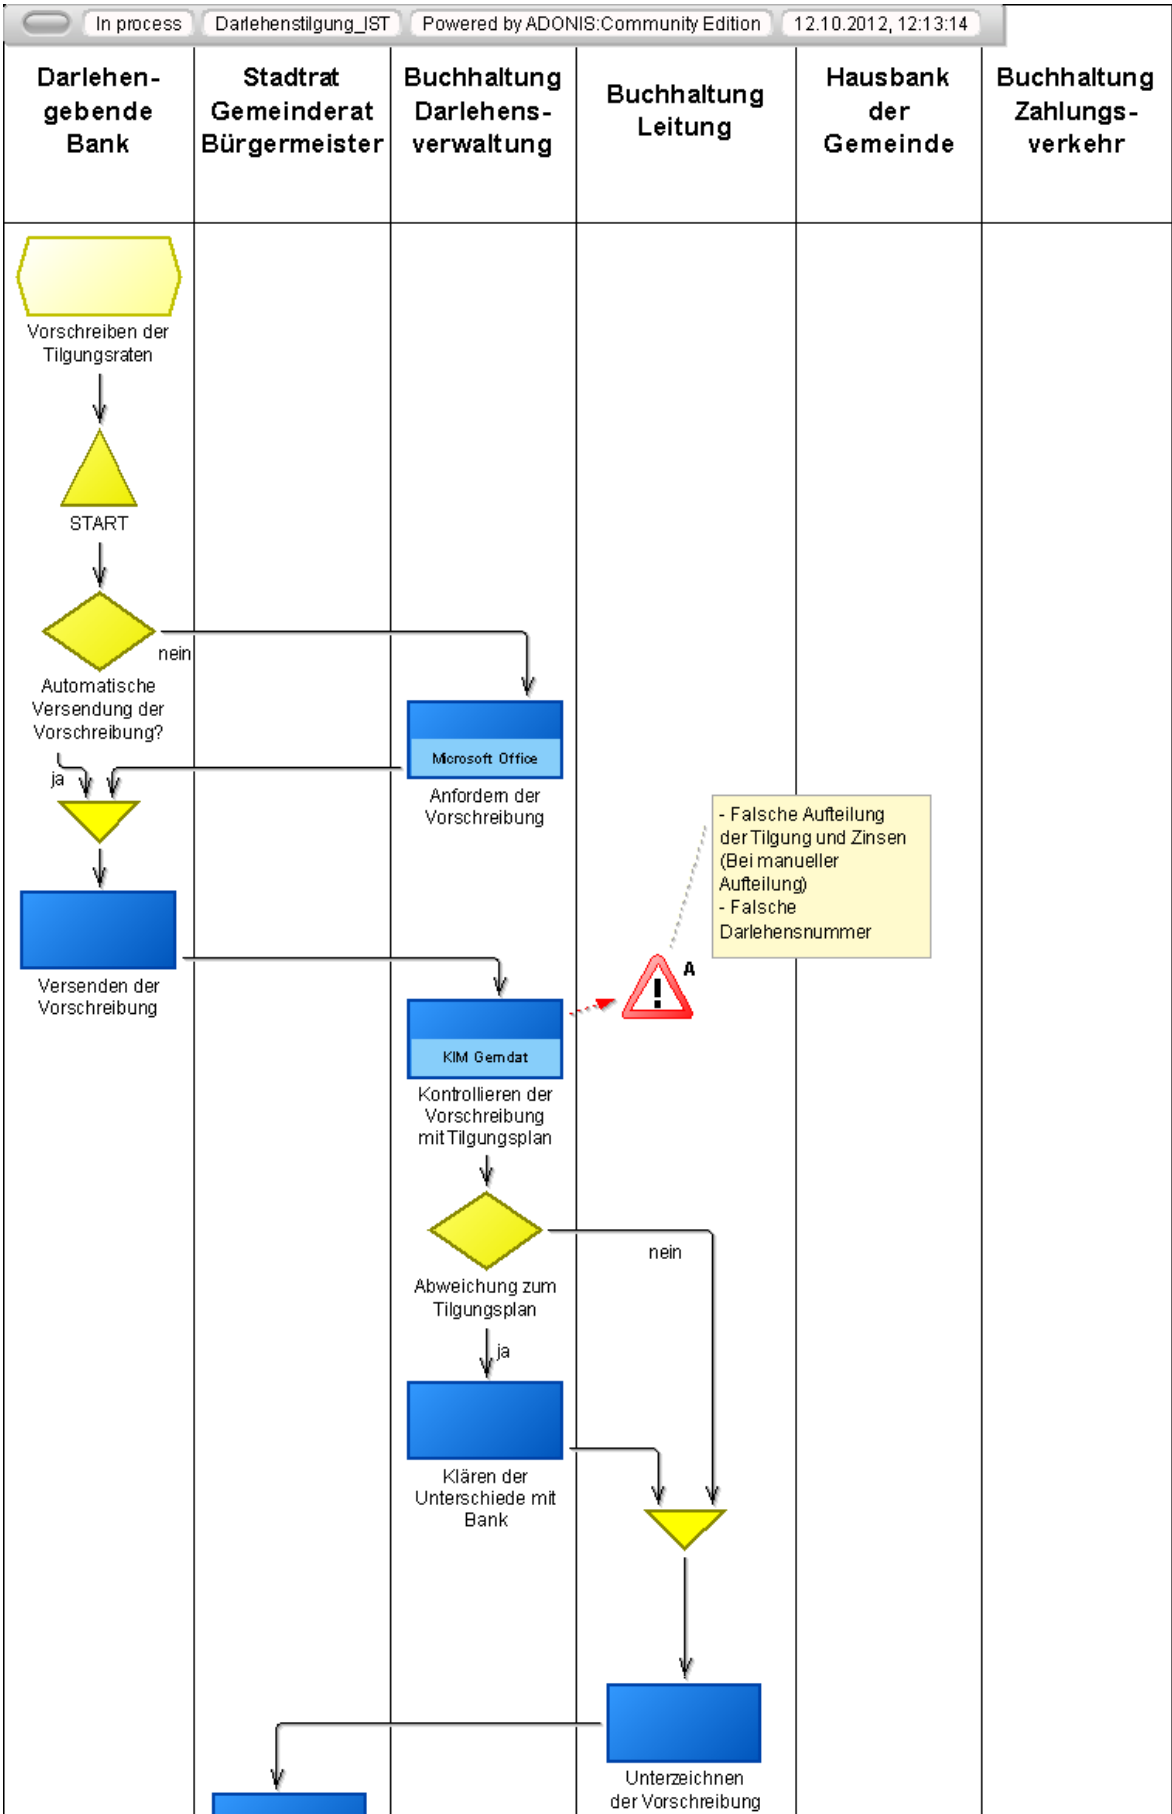 In process Darlehenstilgung_IST Powered by ADONIS:Community Edition 12.10.2012, 12:13:14
Darlehen-
gebende
Bank
Stadtrat
Gemeinderat
Bürgermeister
Buchhaltung
Darlehens-
verwaltung
Buchhaltung
Leitung
Hausbank
der
Gemeinde
Buchhaltung
Zahlungs-
verkehr
Vorschreiben der
Tilgungsraten
START
nein
Automatische
Versendung der
Vorschreibung?
ja
Microsoft Office
Anfordern der
Vorschreibung
- Falsche Aufteilung
der Tilgung und Zinsen
(Bei manueller
Aufteilung)
- Falsche
Darlehensnummer
A
!
Versenden der
Vorschreibung
KIM Gemdat
Kontrollieren der
Vorschreibung
mit Tilgungsplan
nein
Abweichung zum
Tilgungsplan
ja
Klären der
Unterschiede mit
Bank
Unterzeichnen
der Vorschreibung